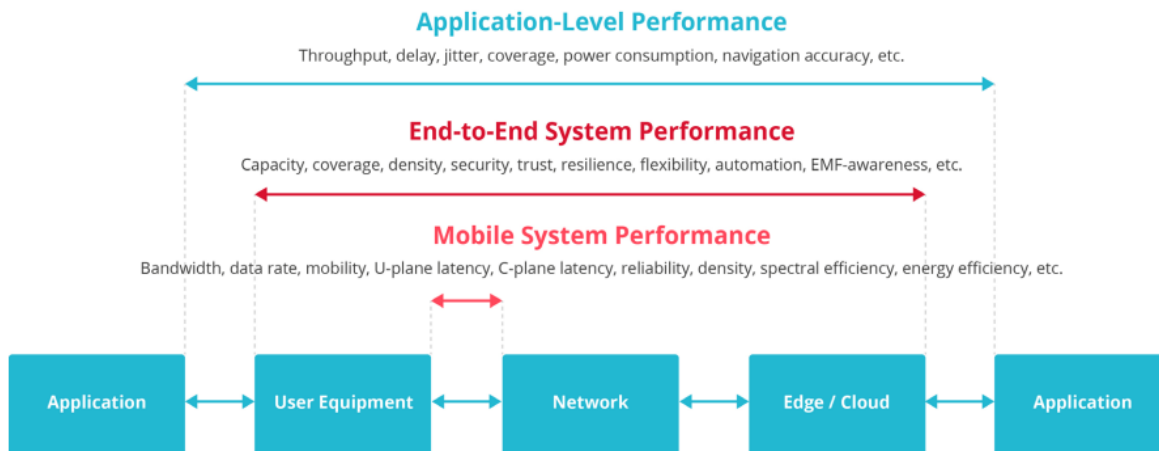 Application-Level Performance
Throughput, delay, jitter, coverage, power consumption, navigation accuracy, etc.
End-to-End System Performance
Capacity, coverage, density, security, trust, resilience, flexibility, automation, EMF-awareness, etc.
Mobile System Performance
Bandwidth, data rate, mobility, U-plane latency, C-plane latency, reliability, density, spectral efficiency, energy efficiency, etc.
Application
User Equipment
Network
Edge / Cloud
Application